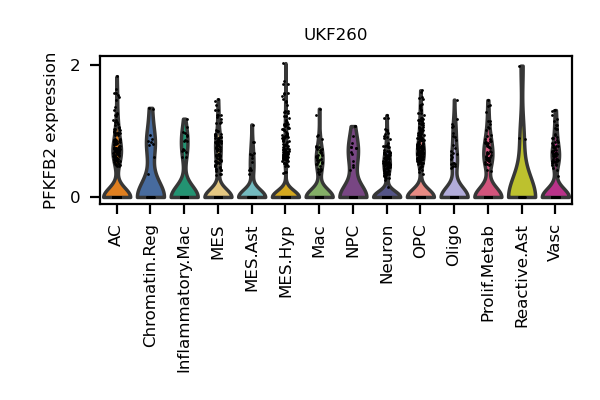 UKF260
PFKFB2 expression
2
0
AC
Chromatin.Reg
Inflammatory.Mac
MES
MES.Ast
MES.Hyp
Mac
NPC
Neuron
OPC
Oligo
Prolif.Metab
Reactive.Ast
Vasc